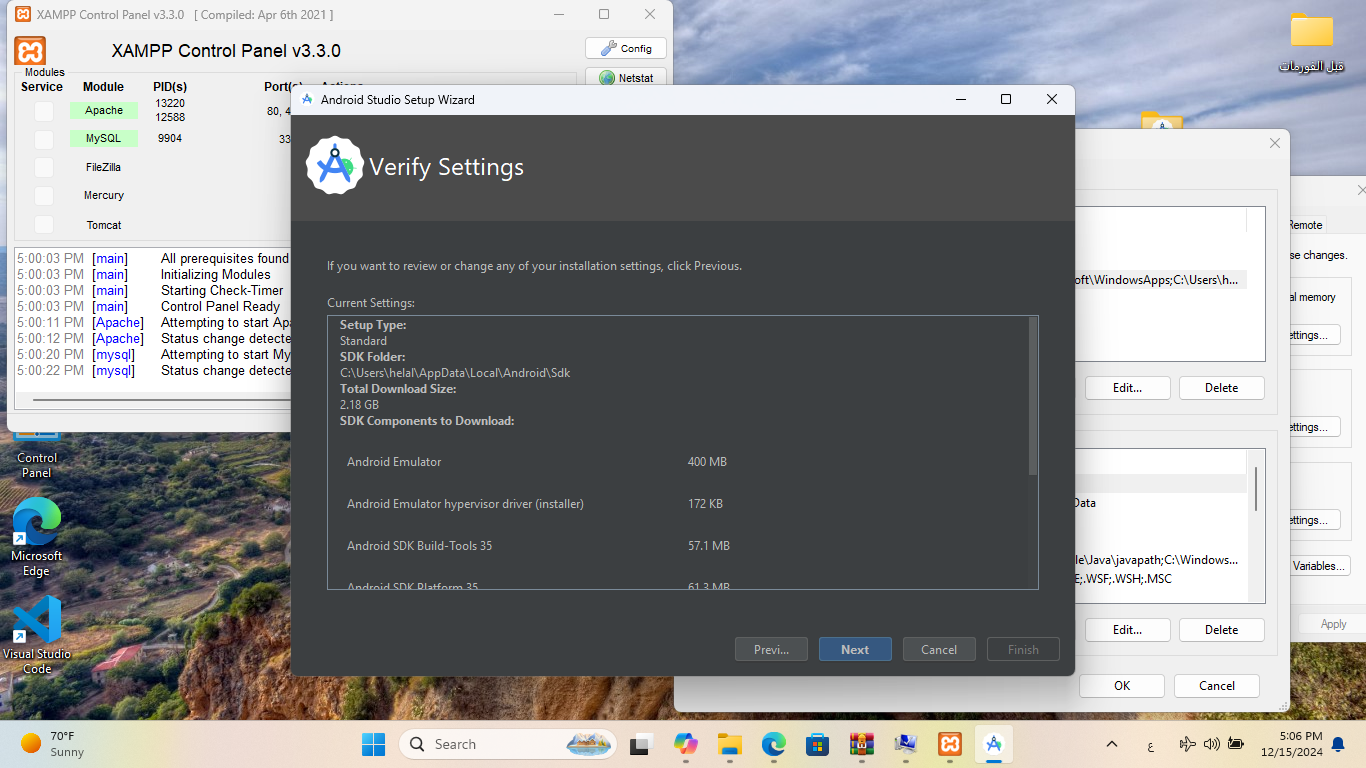 XAMPP Control Panel v3.3.0 [ Compiled: Apr 6th 2021 ]
XAMPP Control Panel v3.3.0
Config
Netstat
Modules
Service Module PID(s) Port(s) Actions
Apache 13220 12588 80, 4
MySQL 9904 33
FileZilla
Mercury
Tomcat
5:00:03 PM [main] All prerequisites found
5:00:03 PM [main] Initializing Modules
5:00:03 PM [main] Starting Check-Timer
5:00:03 PM [main] Control Panel Ready
5:00:11 PM [Apache] Attempting to start Apa
5:00:12 PM [Apache] Status change detecte
5:00:20 PM [mysql] Attempting to start My
5:00:22 PM [mysql] Status change detecte
قبل الفورمات
Android Studio Setup Wizard
Verify Settings
If you want to review or change any of your installation settings, click Previous.
Current Settings:
Setup Type:
Standard
SDK Folder:
C:\Users\helal\AppData\Local\Android\Sdk
Total Download Size:
2.18 GB
SDK Components to Download:
Android Emulator 400 MB
Android Emulator hypervisor driver (installer) 172 KB
Android SDK Build-Tools 35 57.1 MB
Android SDK Platform 35 61.3 MB
Previ... Next Cancel Finish
oft\WindowsApps;C:\Users\h...
Edit... Delete
Data
le\Java\javapath;C:\Windows...
E;.WSF;.WSH;.MSC
Edit... Delete
OK Cancel
Remote
se changes.
al memory
ettings...
ettings...
ettings...
Variables...
Apply
Control
Panel
Microsoft
Edge
Visual Studio
Code
70°F
Sunny
Search
ع
5:06 PM
12/15/2024